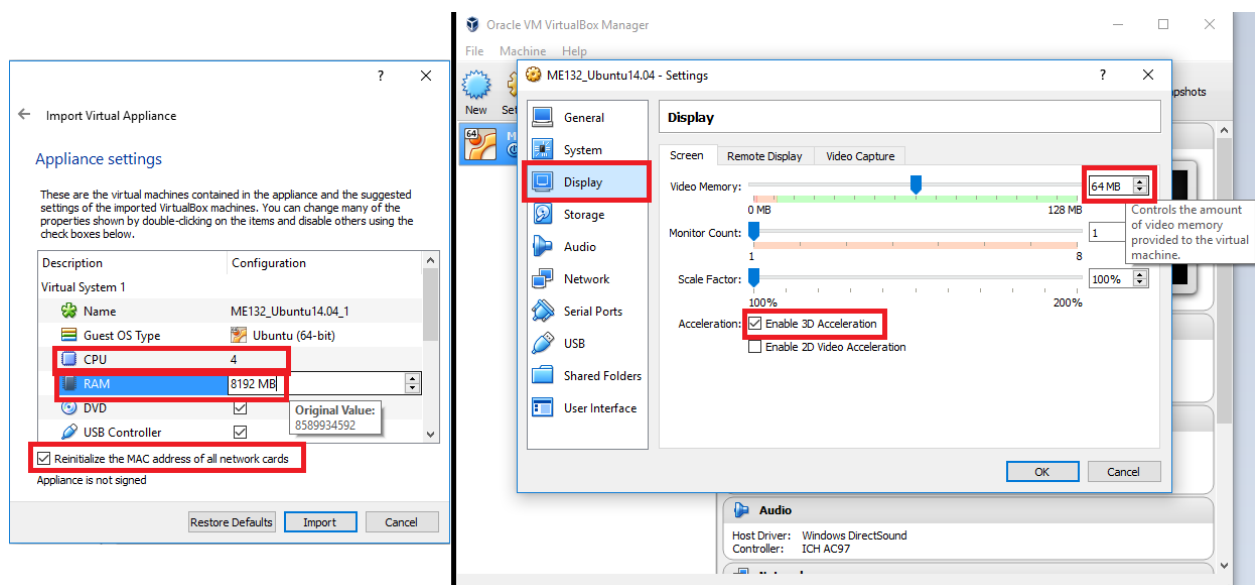 ?
Import Virtual Appliance
Appliance settings
These are the virtual machines contained in the appliance and the suggested
settings of the imported VirtualBox machines. You can change many of the
properties shown by double-clicking on the items and disable others using the
check boxes below.
Description Configuration
Virtual System 1
Name ME132_Ubuntu14.04_1
Guest OS Type Ubuntu (64-bit)
CPU 4
RAM 8192 MB
DVD
USB Controller
Original Value:
8589934592
Reinitialize the MAC address of all network cards
Appliance is not signed
Restore Defaults Import Cancel
Oracle VM VirtualBox Manager
File Machine Help
New
64
ME132_Ubuntu14.04 - Settings ?
General
System
Display
Storage
Audio
Network
Serial Ports
USB
Shared Folders
User Interface
Display
Screen Remote Display Video Capture
Video Memory: 64 MB
0 MB 128 MB
Controls the amount
of video memory
provided to the virtual
machine.
Monitor Count: 1
1 8
Scale Factor: 100%
100% 200%
Acceleration: Enable 3D Acceleration
Enable 2D Video Acceleration
OK Cancel
Audio
Host Driver: Windows DirectSound
Controller: ICH AC97